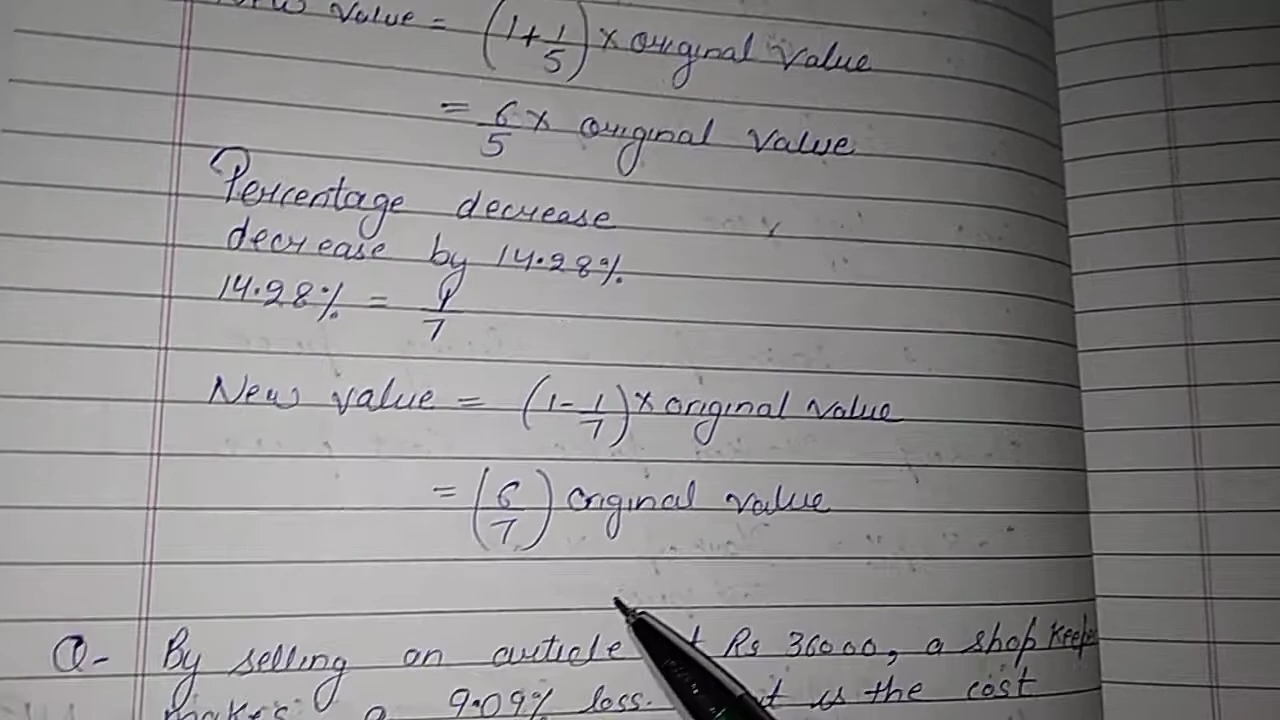 Value = (1+1/5) × original Value
= 6/5 × original Value
Percentage decrease
decrease by 14.28%
14.28% = 1/7
New value = (1-1/7) × original value
= (6/7) original value
Q- By selling an article Rs 36000, a shop keeper
makes a 9.09% loss. is the cost